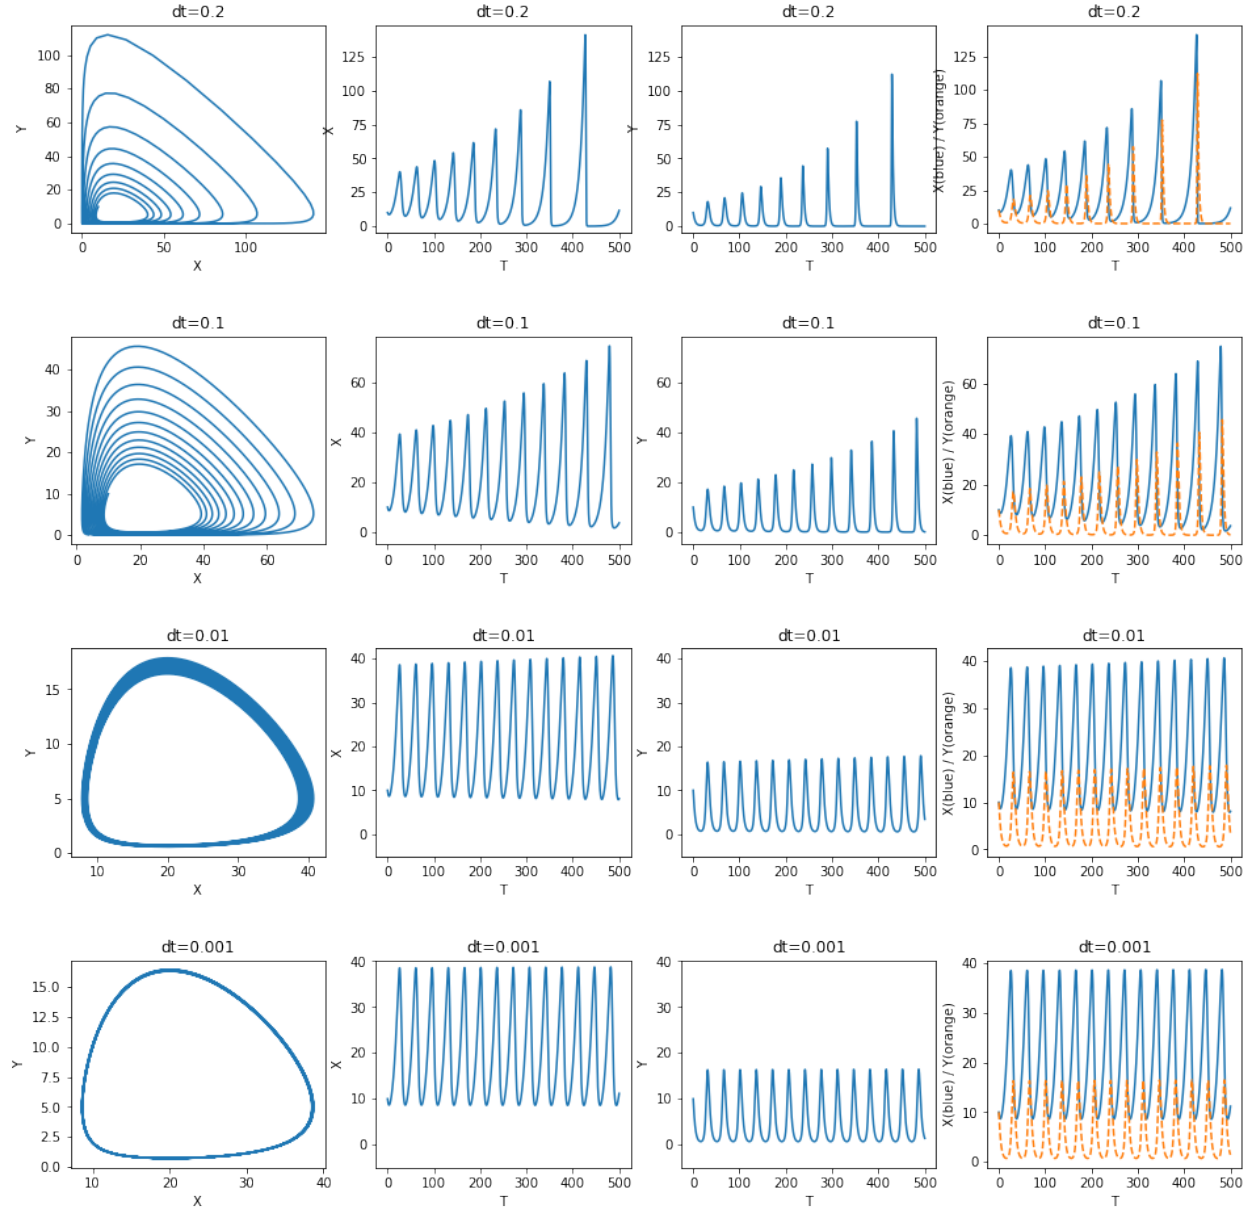 dt=0.2 dt=0.2 dt=0.2 dt=0.2
100
80
60
40
20
0
Y
0 50 100
X
125
100
75
50
25
0
X
0 100 200 300 400 500
T
125
100
75
50
25
0
Y
0 100 200 300 400 500
T
125
100
75
50
25
0
X(blue) / Y(orange)
0 100 200 300 400 500
T
dt=0.1 dt=0.1 dt=0.1 dt=0.1
40
30
20
10
0
Y
0 20 40 60
X
60
40
20
0
X
0 100 200 300 400 500
T
60
40
20
0
Y
0 100 200 300 400 500
T
60
40
20
0
X(blue) / Y(orange)
0 100 200 300 400 500
T
dt=0.01 dt=0.01 dt=0.01 dt=0.01
15
10
5
0
Y
10 20 30 40
X
40
30
20
10
0
X
0 100 200 300 400 500
T
40
30
20
10
0
Y
0 100 200 300 400 500
T
40
30
20
10
0
X(blue) / Y(orange)
0 100 200 300 400 500
T
dt=0.001 dt=0.001 dt=0.001 dt=0.001
15.0
12.5
10.0
7.5
5.0
2.5
0.0
Y
10 20 30 40
X
40
30
20
10
0
X
0 100 200 300 400 500
T
40
30
20
10
0
Y
0 100 200 300 400 500
T
40
30
20
10
0
X(blue) / Y(orange)
0 100 200 300 400 500
T